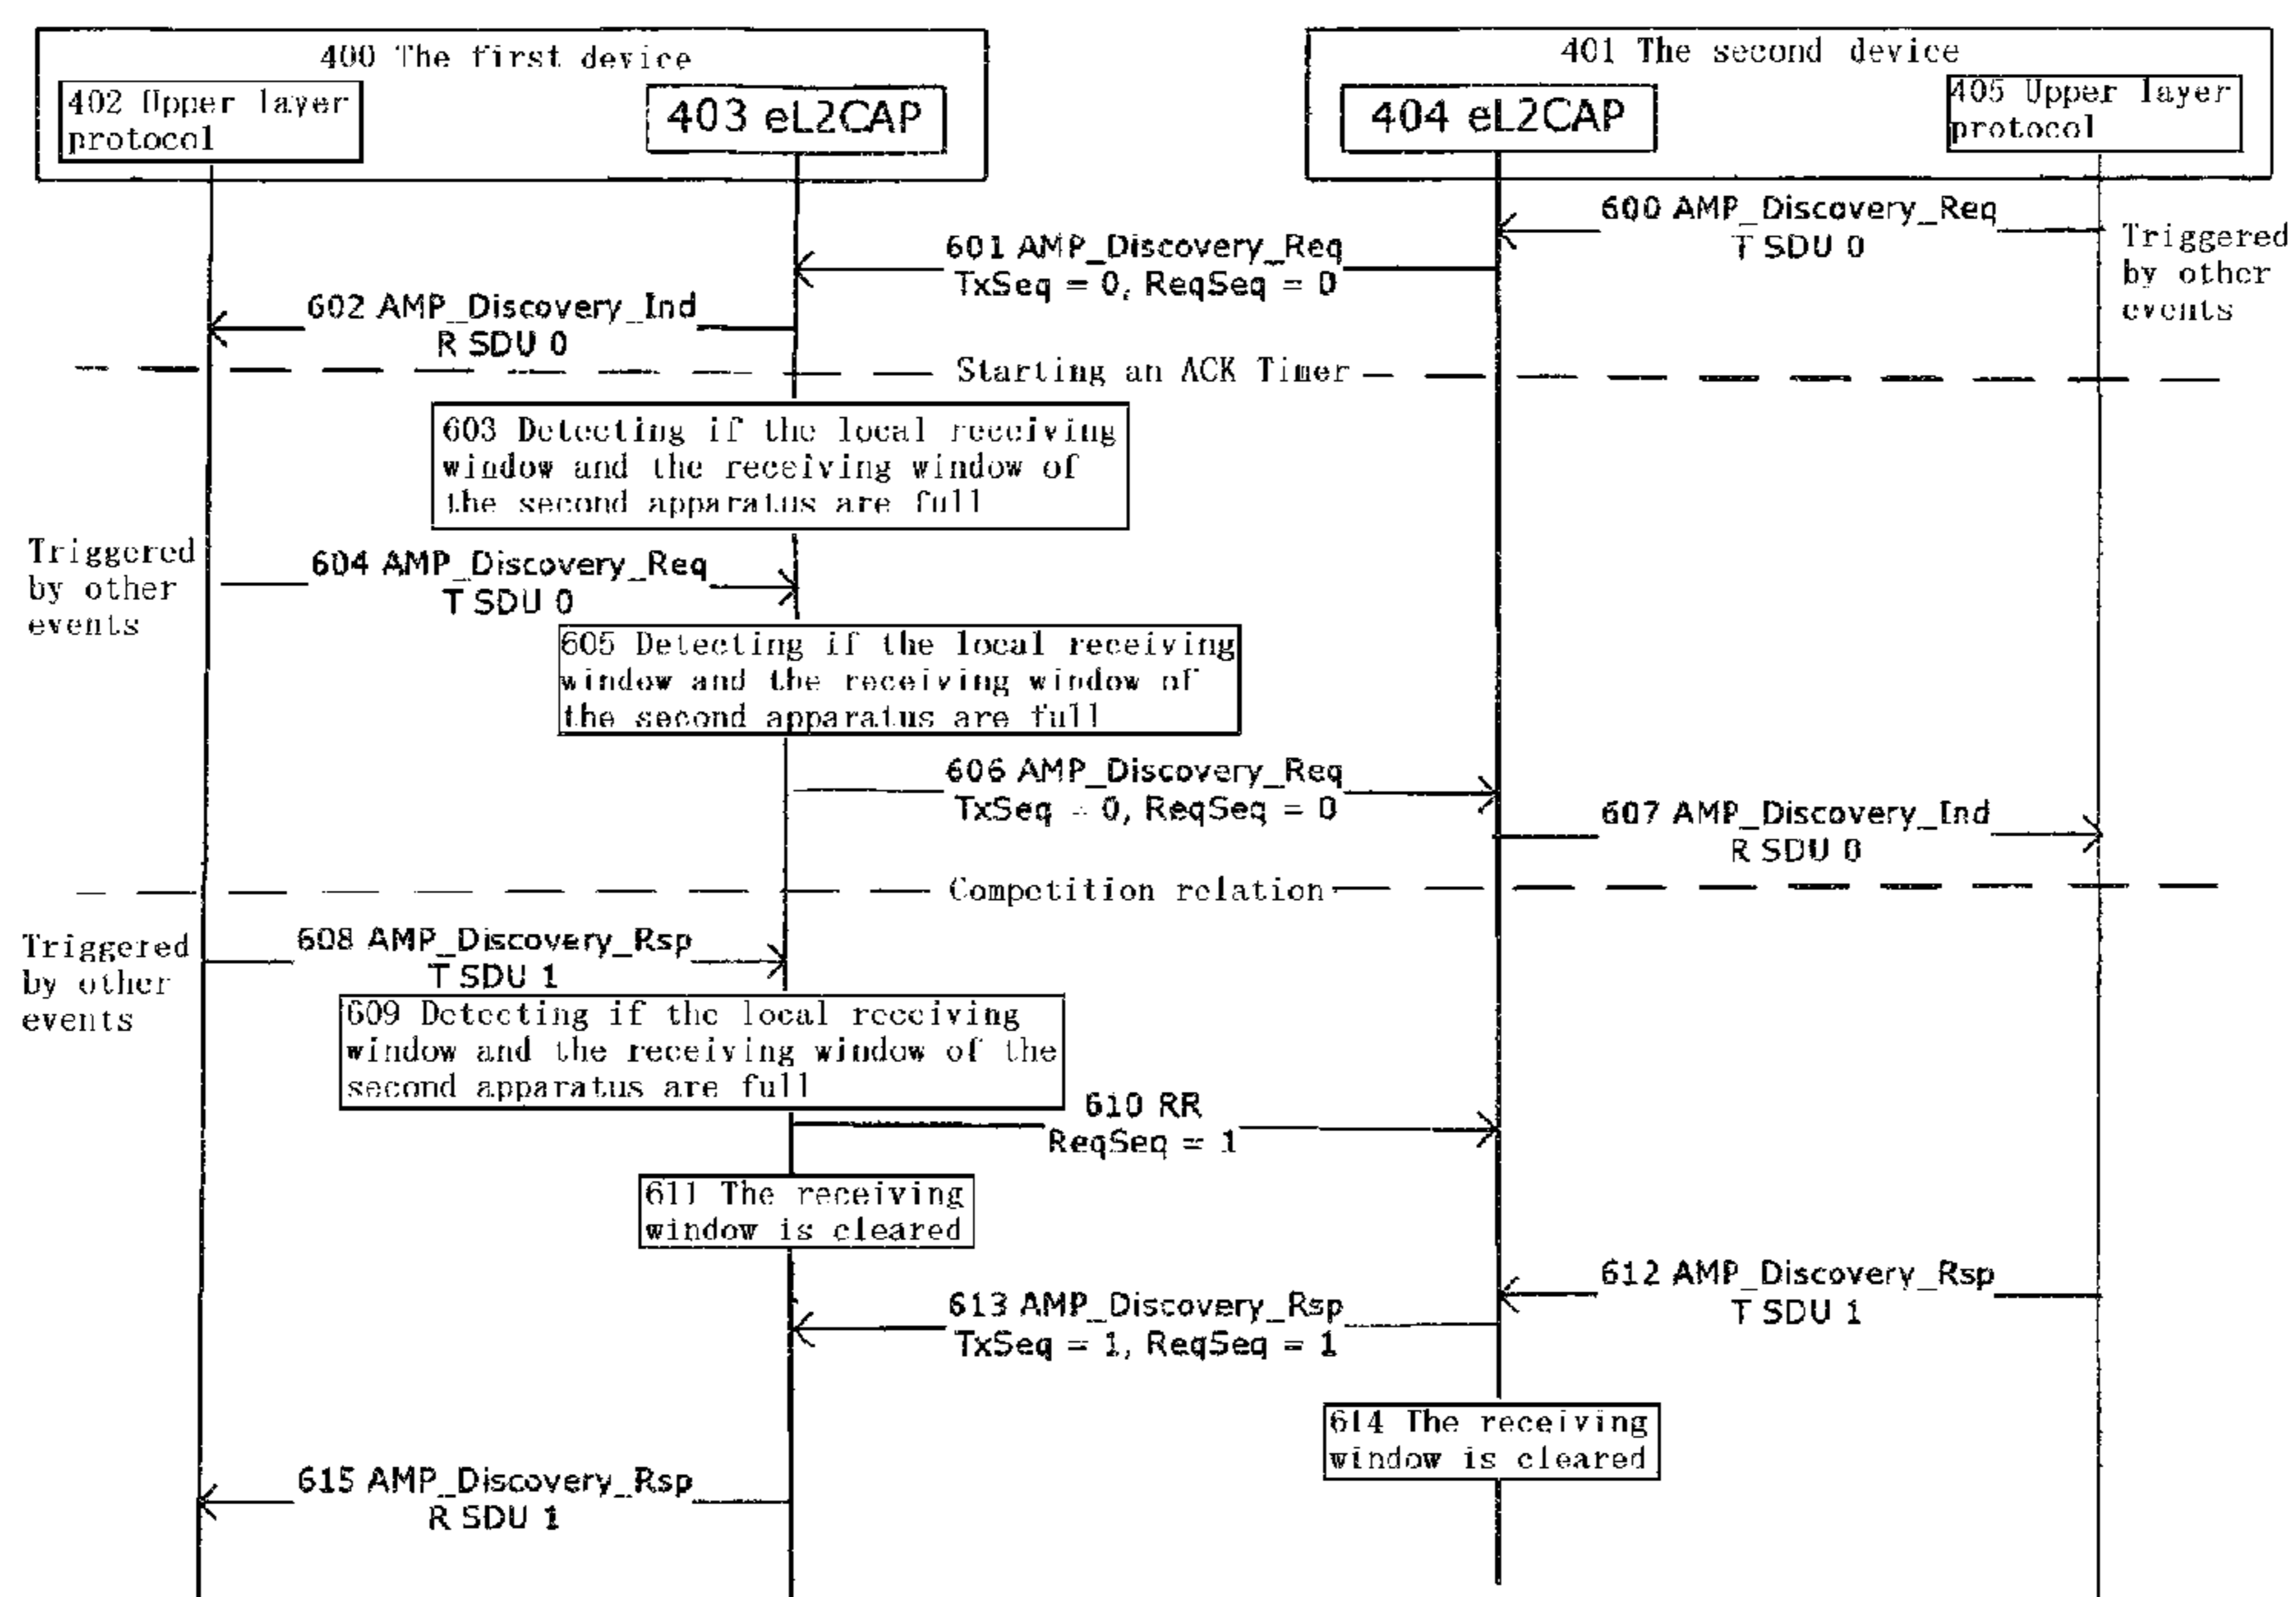 400 The first device
402 Upper layer
protocol
403 eL2CAP
401 The second device
404 eL2CAP
405 Upper layer
protocol
600 AMP_Discovery_Req
T SDU 0
Triggered
by other
events
601 AMP_Discovery_Req
TxSeq = 0, ReqSeq = 0
602 AMP_Discovery_Ind
R SDU 0
Starting an ACK Timer
603 Detecting if the local receiving
window and the receiving window of
the second apparatus are full
Triggered
by other
events
604 AMP_Discovery_Req
T SDU 0
605 Detecting if the local receiving
window and the receiving window of
the second apparatus are full
606 AMP_Discovery_Req
TxSeq = 0, ReqSeq = 0
607 AMP_Discovery_Ind
R SDU 0
Competition relation
Triggered
by other
events
608 AMP_Discovery_Rsp
T SDU 1
609 Detecting if the local receiving
window and the receiving window of the
second apparatus are full
610 RR
ReqSeq = 1
611 The receiving
window is cleared
612 AMP_Discovery_Rsp
T SDU 1
613 AMP_Discovery_Rsp
TxSeq = 1, ReqSeq = 1
614 The receiving
window is cleared
615 AMP_Discovery_Rsp
R SDU 1